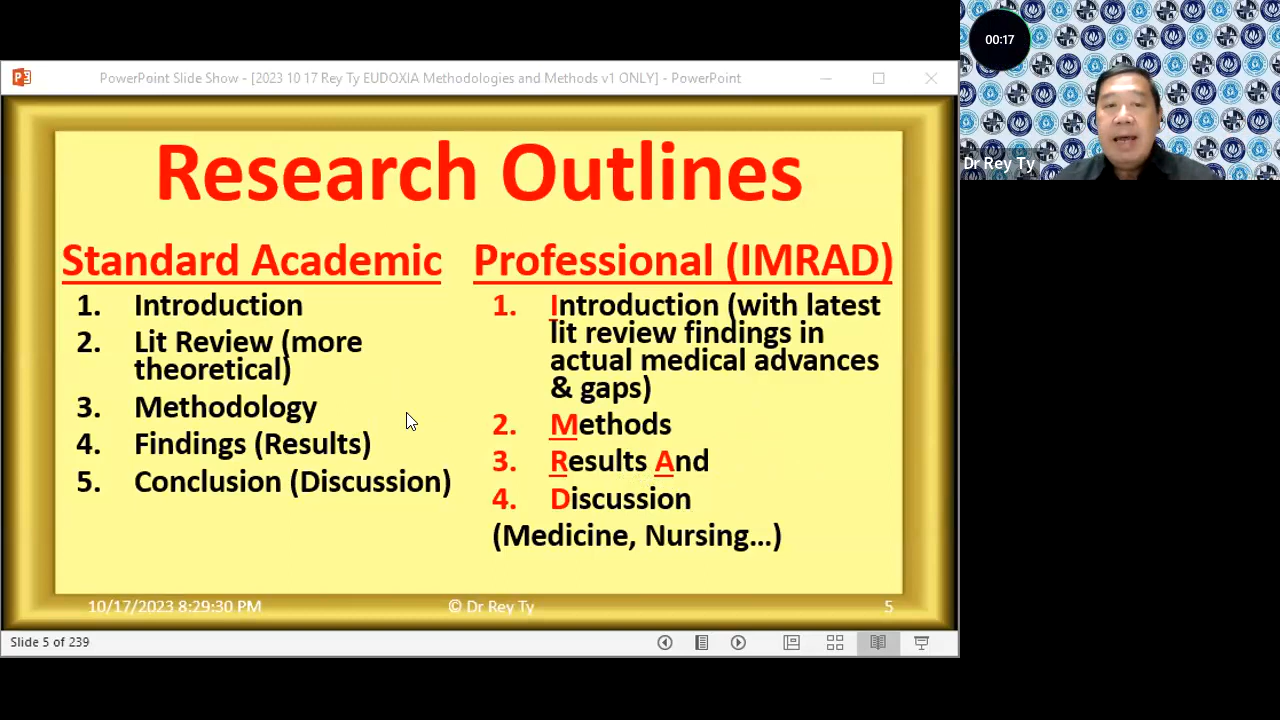 PowerPoint Slide Show - [2023 10 17 Rey Ty EUDOXIA Methodologies and Methods v1 ONLY] - PowerPoint
00:17
Dr Rey Ty
Research Outlines
Standard Academic
1. Introduction
2. Lit Review (more
theoretical)
3. Methodology
4. Findings (Results)
5. Conclusion (Discussion)
Professional (IMRAD)
1. Introduction (with latest
lit review findings in
actual medical advances
& gaps)
2. Methods
3. Results And
4. Discussion
(Medicine, Nursing...)
10/17/2023 8:29:30 PM
© Dr Rey Ty
5
Slide 5 of 239